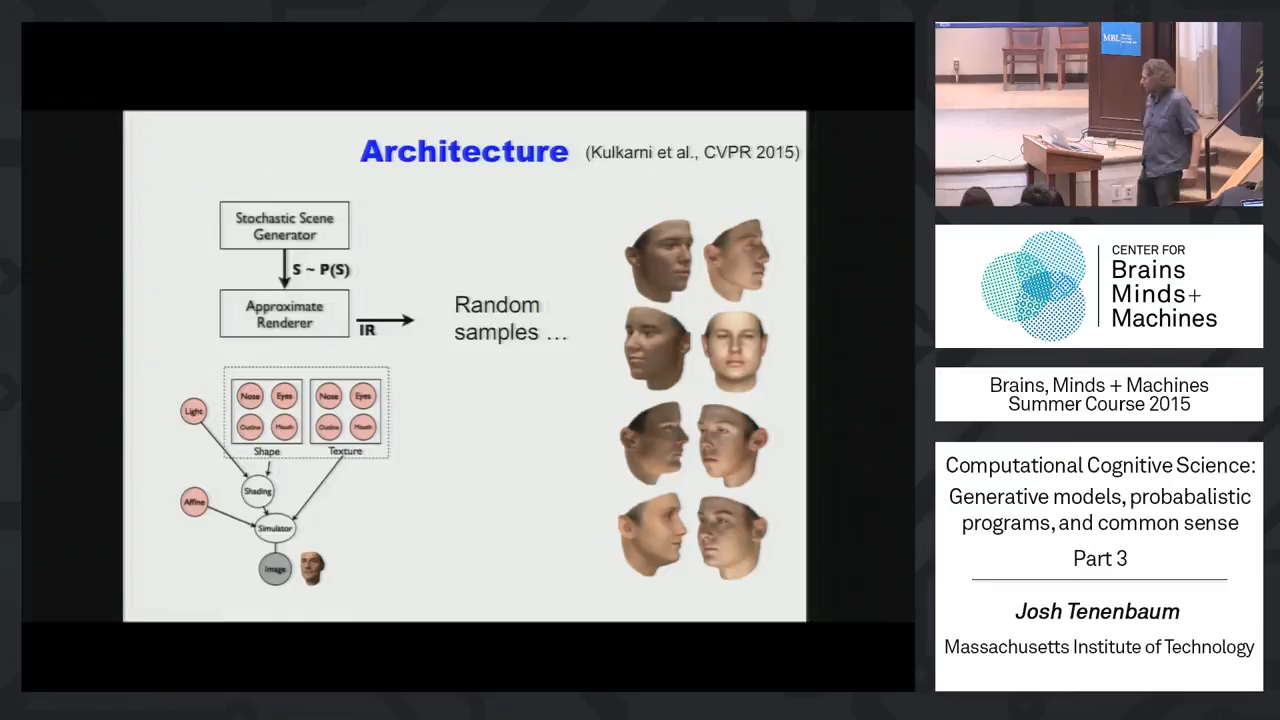 Architecture (Kulkarni et al., CVPR 2015)
Stochastic Scene
Generator
S ~ P(S)
Approximate
Renderer
IR
Random
samples ...
Nose Eyes Nose Eyes
Light
Outline Mouth Outline Mouth
Shape Texture
Shading
Affine
Simulator
Image
MBL
CENTER FOR
Brains
Minds+
Machines
Brains, Minds + Machines
Summer Course 2015
Computational Cognitive Science:
Generative models, probabalistic
programs, and common sense
Part 3
Josh Tenenbaum
Massachusetts Institute of Technology